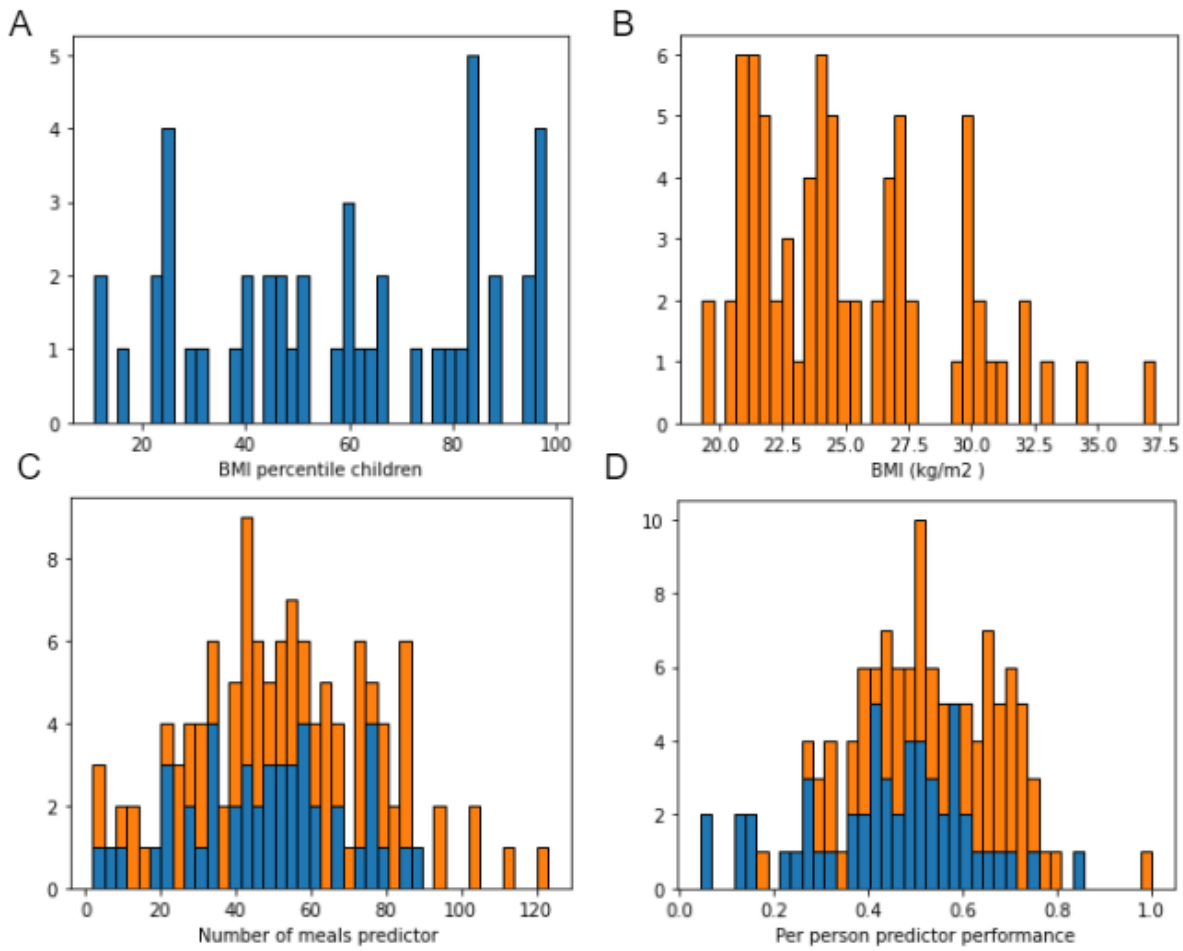 A
5
4
3
2
1
0
20 40 60 80 100
BMI percentile children
B
6
5
4
3
2
1
0
20.0 22.5 25.0 27.5 30.0 32.5 35.0 37.5
BMI (kg/m2 )
C
8
6
4
2
0
0 20 40 60 80 100 120
Number of meals predictor
D
10
8
6
4
2
0
0.0 0.2 0.4 0.6 0.8 1.0
Per person predictor performance